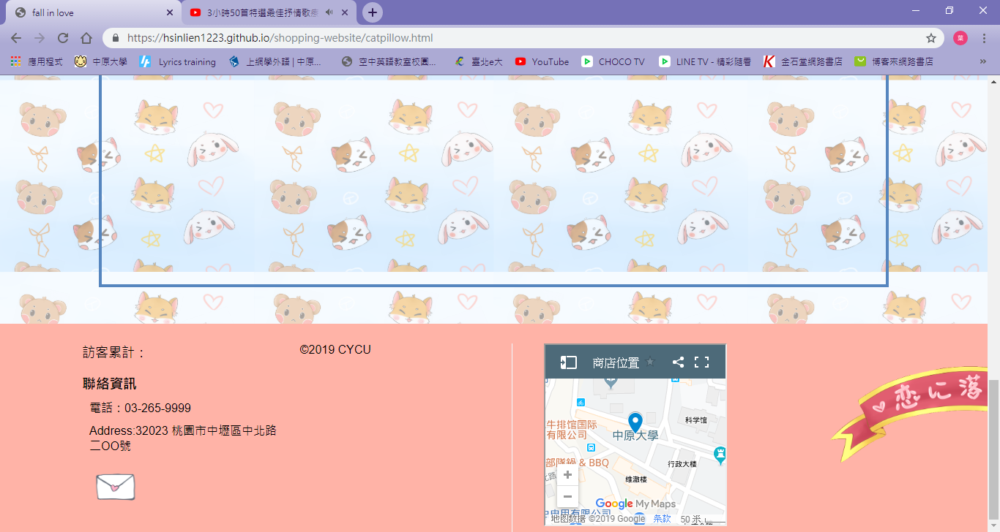 fall in love
3小時50首特選最佳抒情歌
https://hsinlien1223.github.io/shopping-website/catpillow.html
葉
應用程式
中原大學
Lyrics training
上網學外語 | 中原...
空中英語教室校園...
臺北e大
YouTube
CHOCO TV
LINE TV - 精彩隨看
金石堂網路書店
博客來網路書店
訪客累計：
©2019 CYCU
聯絡資訊
電話：03-265-9999
Address:32023 桃園市中壢區中北路
二OO號
商店位置
科学馆
牛排馆国际
有限公司
中原大學
部隊鍋 & BBQ
行政大楼
北路
维澈楼
Google My Maps
地图数据 ©2019 Google 条款 50 米
恋に落